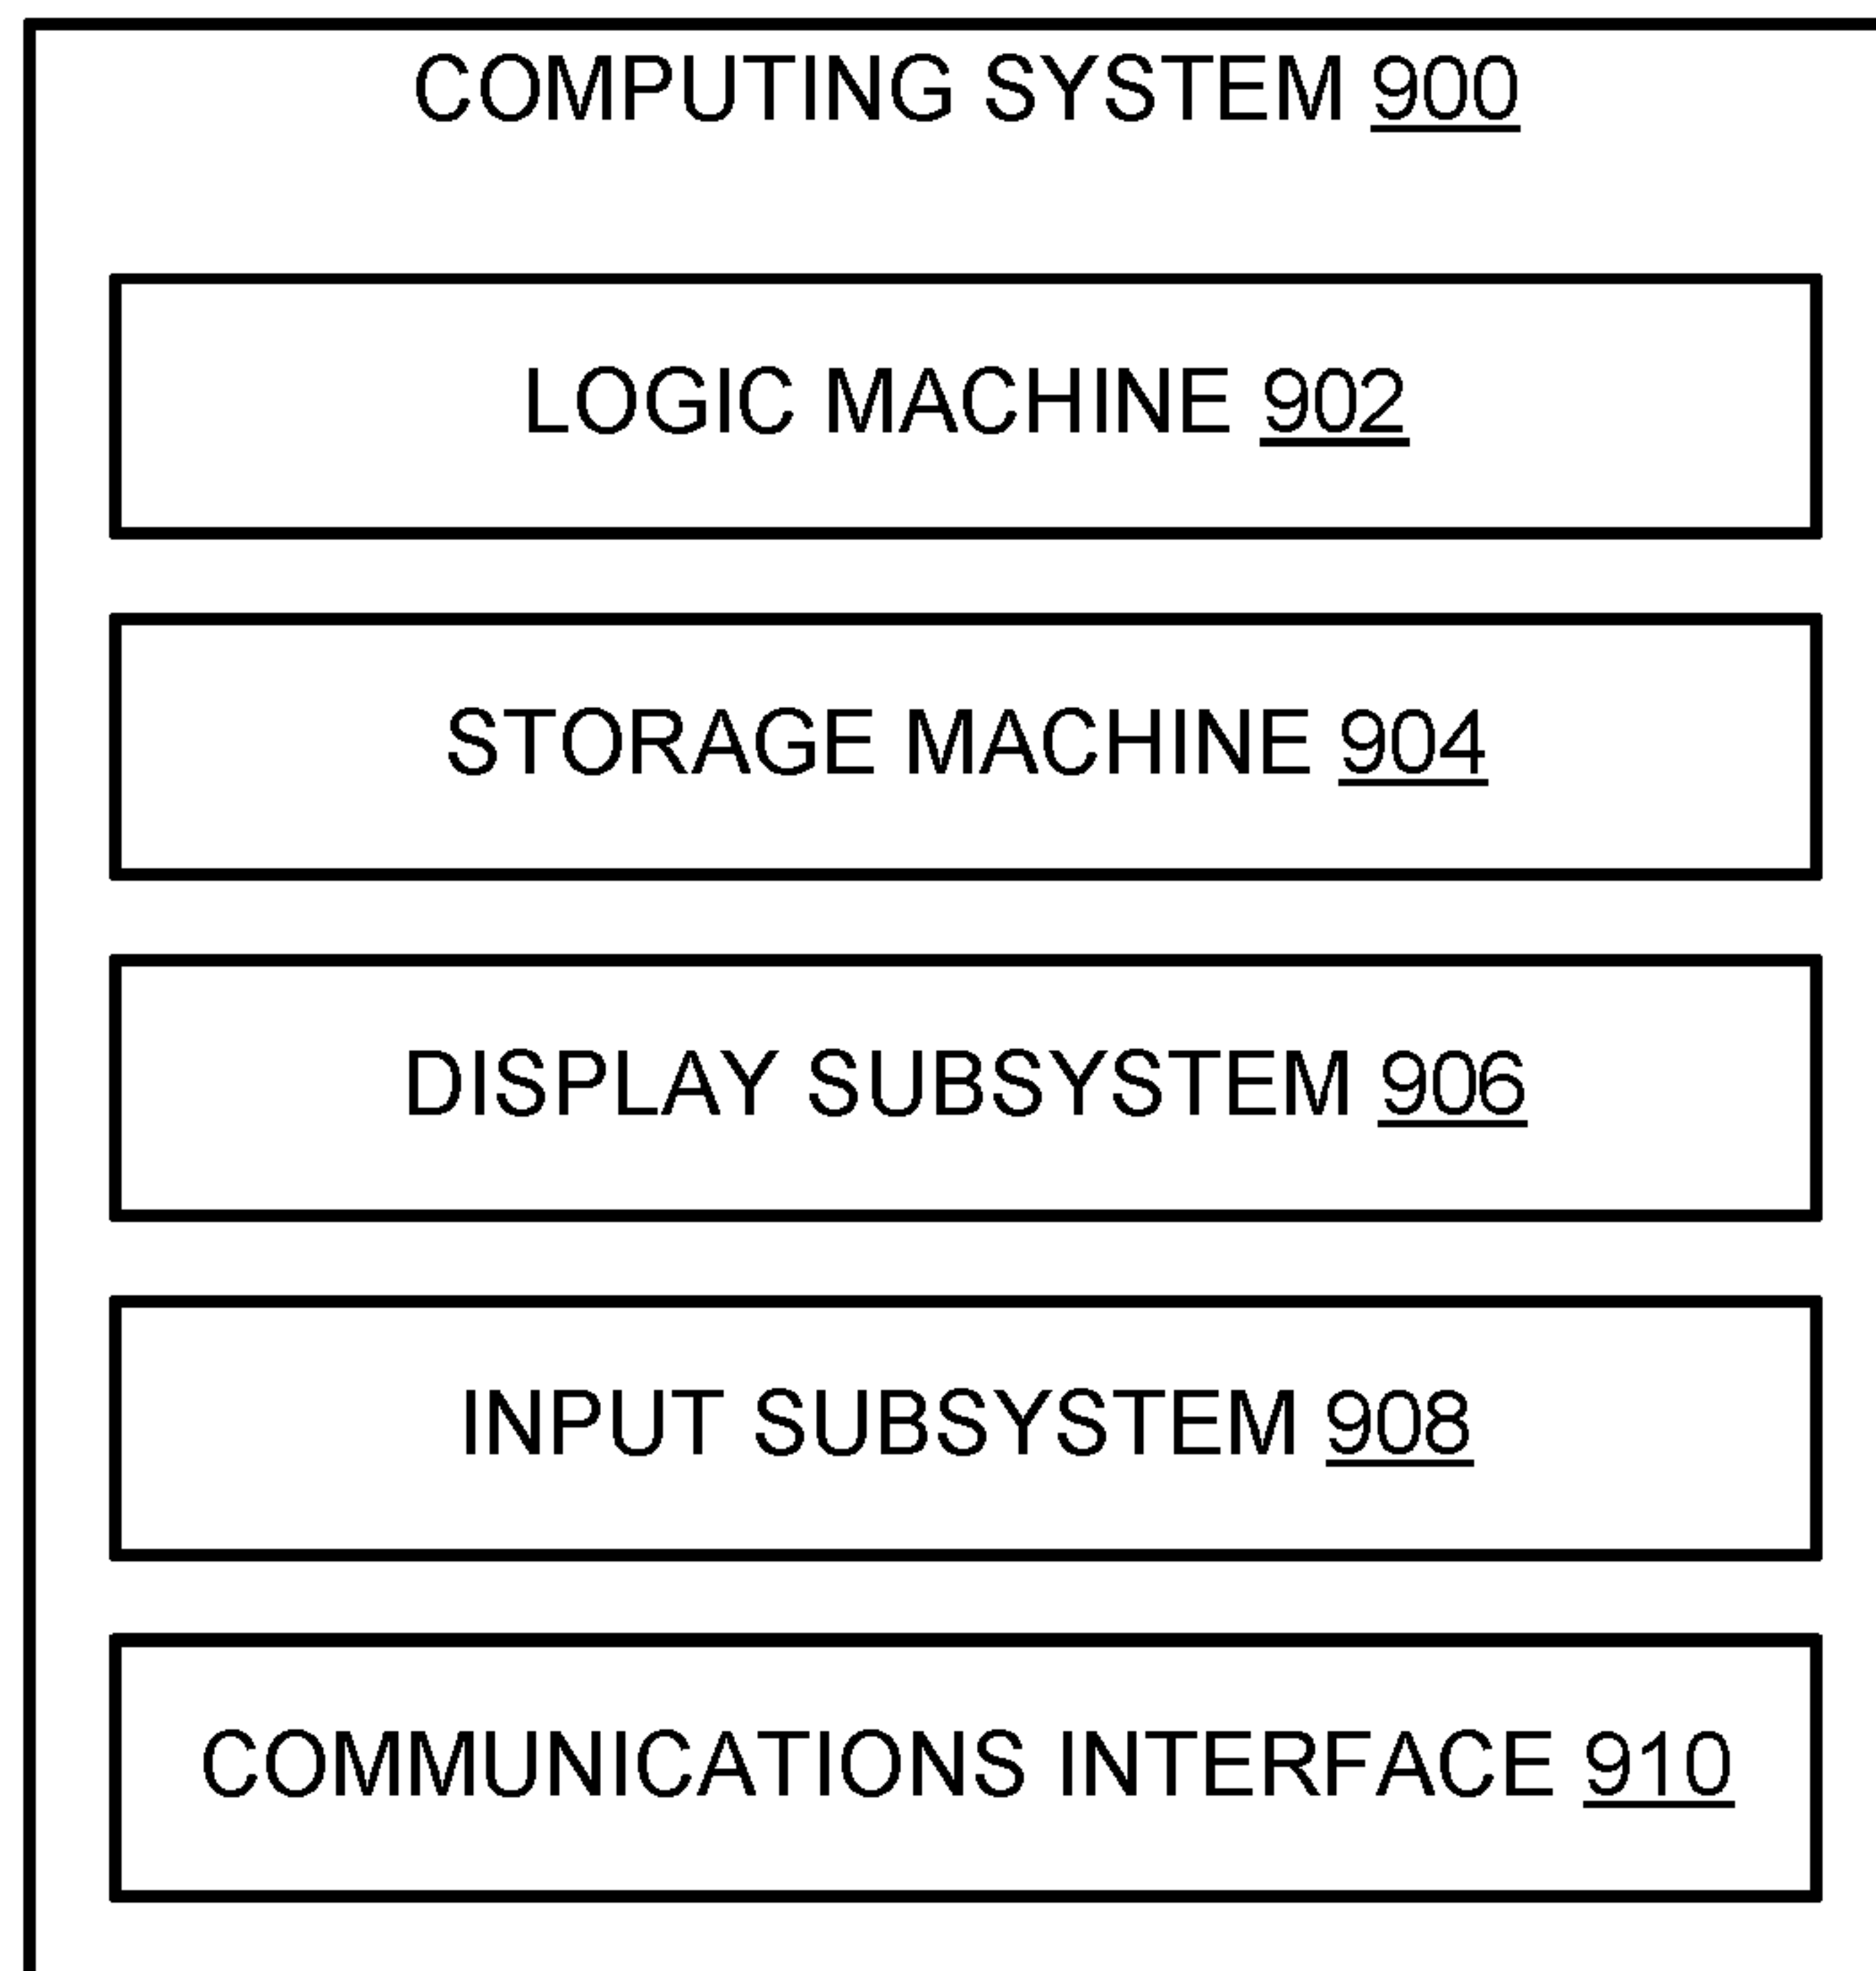 COMPUTING SYSTEM 900
LOGIC MACHINE 902
STORAGE MACHINE 904
DISPLAY SUBSYSTEM 906
INPUT SUBSYSTEM 908
COMMUNICATIONS INTERFACE 910